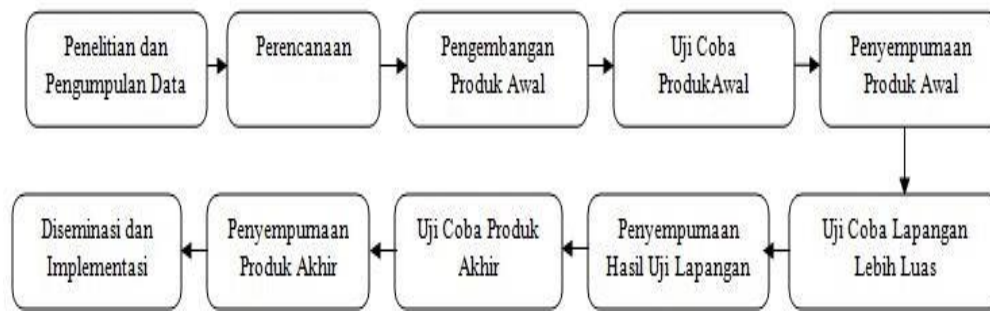 Penelitian dan
Pengumpulan Data
Perencanaan
Pengembangan
Produk Awal
Uji Coba
ProdukAwal
Penyempurnaan
Produk Awal
Uji Coba Lapangan
Lebih Luas
Penyempurnaan
Hasil Uji Lapangan
Uji Coba Produk
Akhir
Penyempurnaan
Produk Akhir
Diseminasi dan
Implementasi